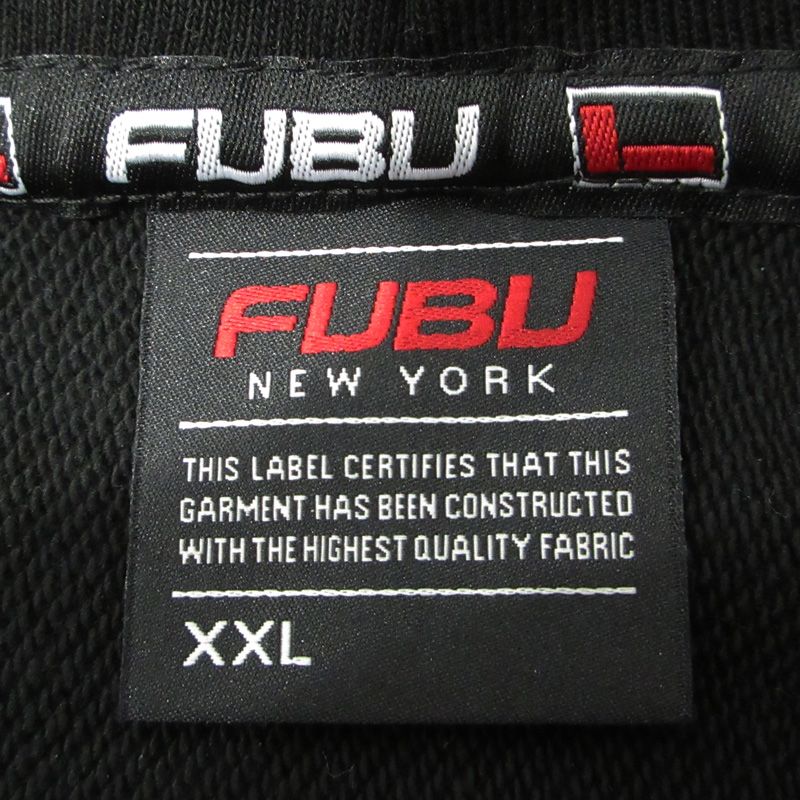 FUBU
FUBU
NEW YORK
THIS LABEL CERTIFIES THAT THIS
GARMENT HAS BEEN CONSTRUCTED
WITH THE HIGHEST QUALITY FABRIC
XXL